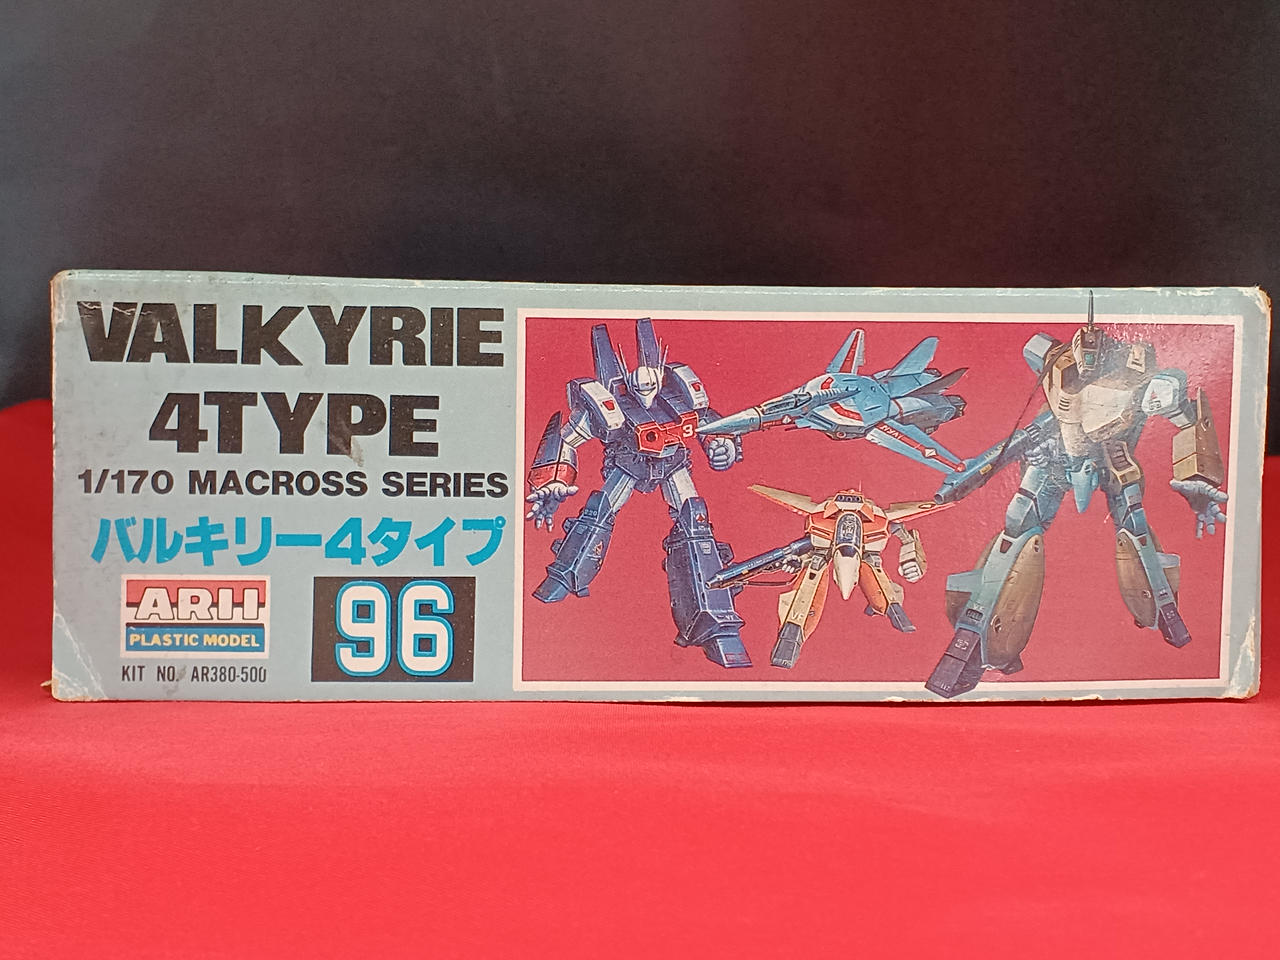 VALKYRIE
4TYPE
1/170 MACROSS SERIES
バルキリー4タイプ
ARII
PLASTIC MODEL
KIT NO. AR380-500
96
3